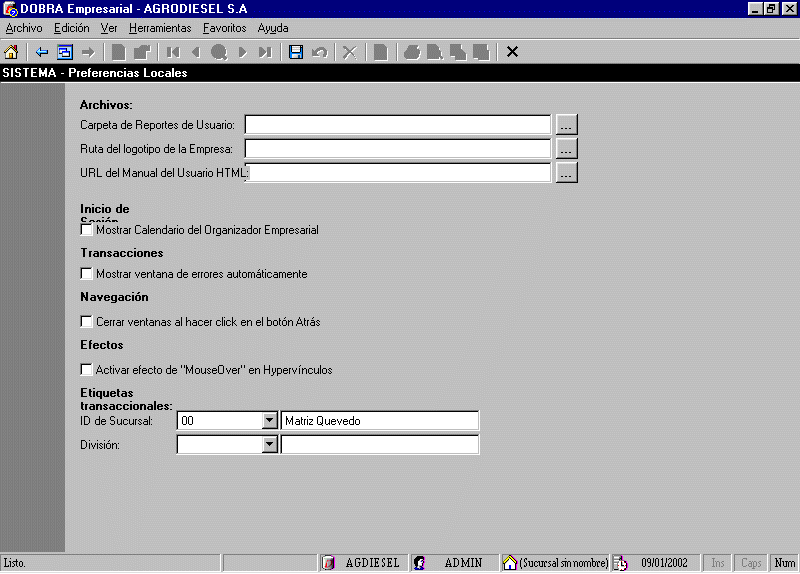 DOBRA Empresarial - AGRODIESEL S.A
Archivo Edición Ver Herramientas Favoritos Ayuda
SISTEMA - Preferencias Locales
Archivos:
Carpeta de Reportes de Usuario: ...
Ruta del logotipo de la Empresa: ...
URL del Manual del Usuario HTML: ...
Inicio de
Sesión
Mostrar Calendario del Organizador Empresarial
Transacciones
Mostrar ventana de errores automáticamente
Navegación
Cerrar ventanas al hacer click en el botón Atrás
Efectos
Activar efecto de "MouseOver" en Hypervínculos
Etiquetas
transaccionales:
ID de Sucursal: 00 Matriz Quevedo
División:
Listo. AGDIESEL ADMIN (Sucursal sin nombre) 09/01/2002 Ins Caps Num